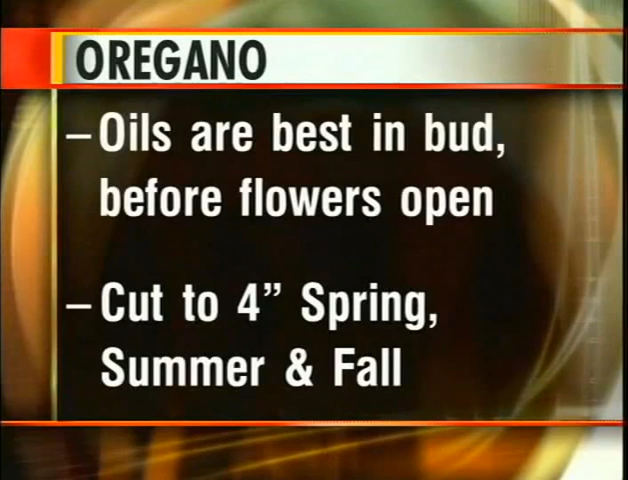 OREGANO
– Oils are best in bud,
before flowers open
– Cut to 4” Spring,
Summer & Fall